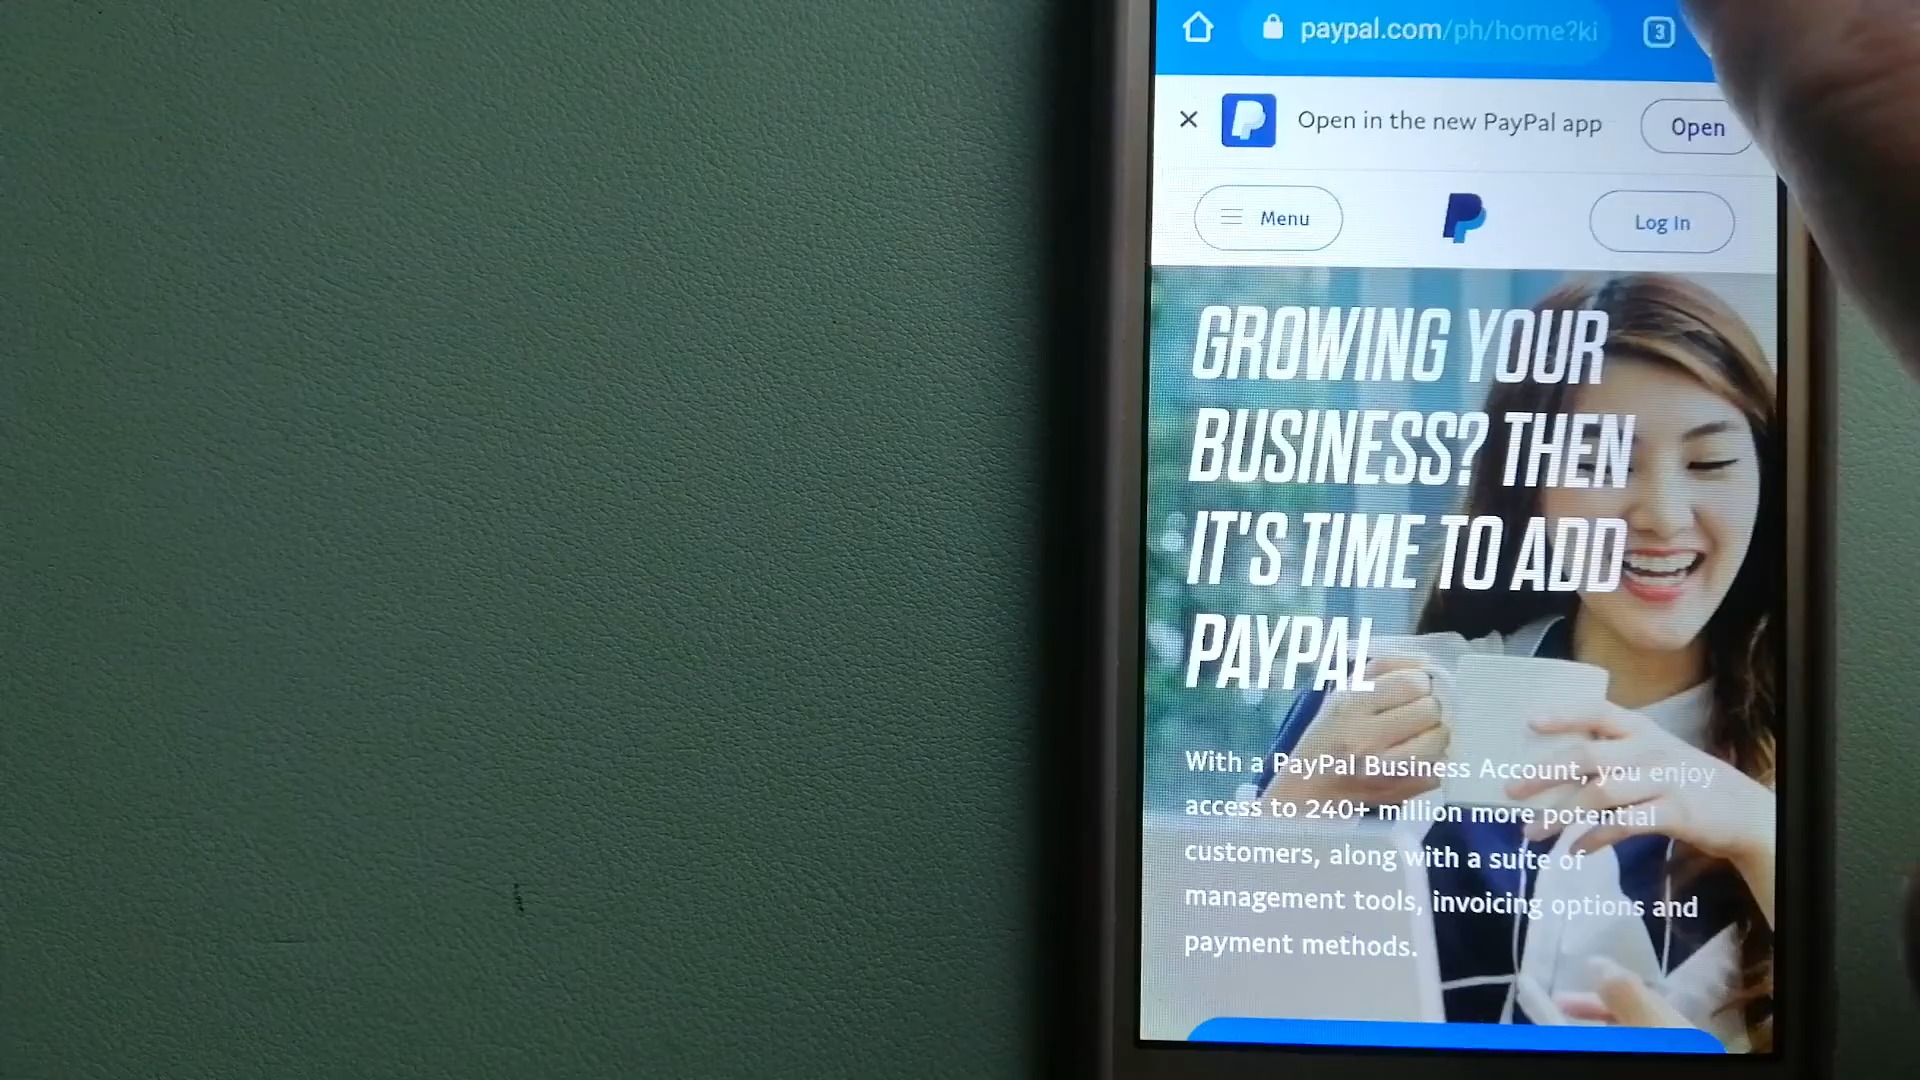 paypal.com/ph/home?ki
3
Open in the new PayPal app
Open
Menu
Log In
GROWING YOUR
BUSINESS? THEN
IT'S TIME TO ADD
PAYPAL
With a PayPal Business Account, you enjoy
access to 240+ million more potential
customers, along with a suite of
management tools, invoicing options and
payment methods.